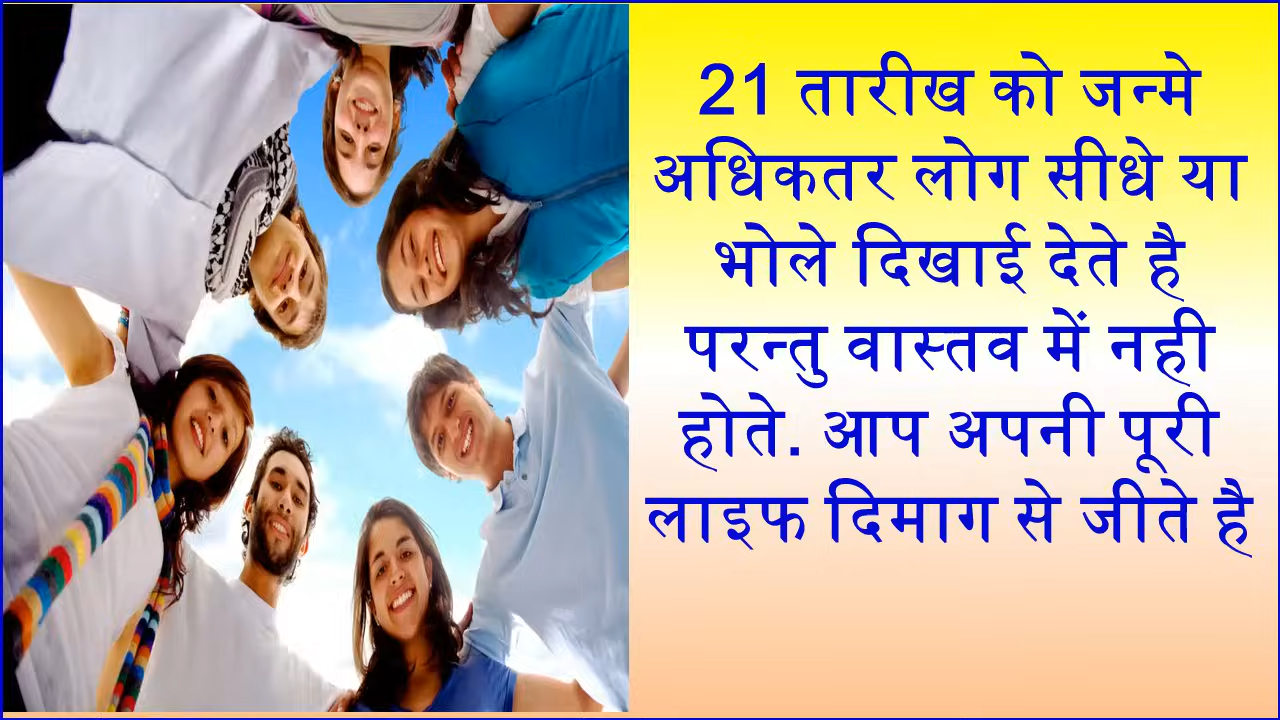 21 तारीख को जन्मे
अधिकतर लोग सीधे या
भोले दिखाई देते है
परन्तु वास्तव में नही
होते. आप अपनी पूरी
लाइफ दिमाग से जीते है